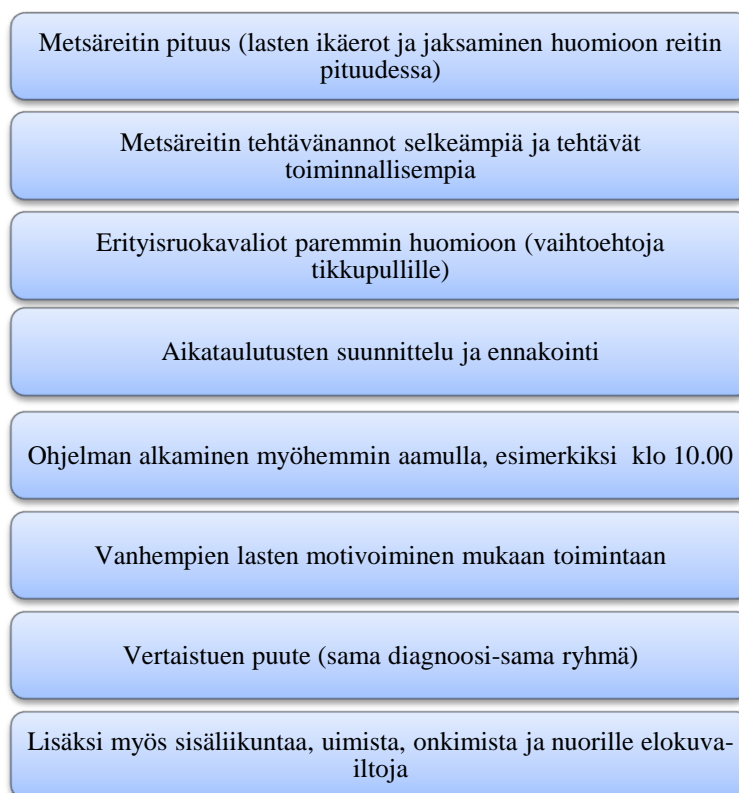 Metsäreitin pituus (lasten ikäerot ja jaksaminen huomioon reitin
pituudessa)
Metsäreitin tehtävänannot selkeämpiä ja tehtävät
toiminnallisempia
Erityisruokavaliot paremmin huomioon (vaihtoehtoja
tikkupullille)
Aikataulutusten suunnittelu ja ennakointi
Ohjelman alkaminen myöhemmin aamulla, esimerkiksi klo 10.00
Vanhempien lasten motivoiminen mukaan toimintaan
Vertaistuen puute (sama diagnoosi-sama ryhmä)
Lisäksi myös sisäliikuntaa, uimista, onkimista ja nuorille elokuva-
iltoja